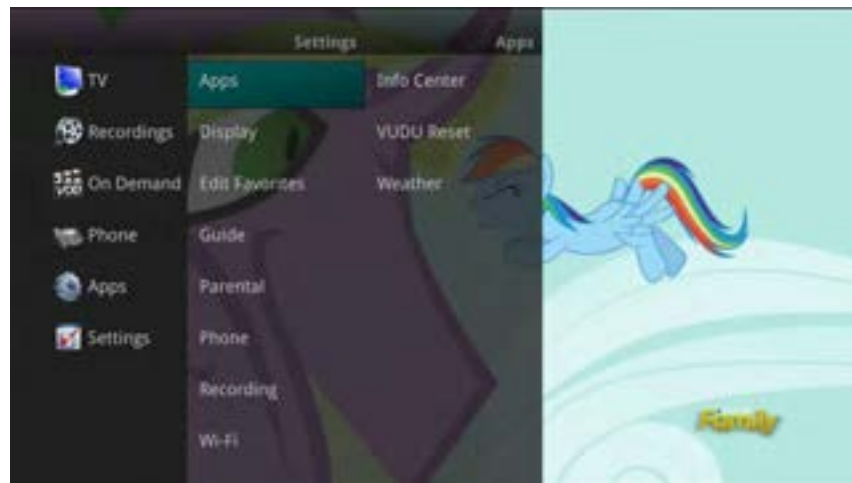 Settings
Apps
TV
Recordings
On Demand
Phone
Apps
Settings
Apps
Display
Edit Favorites
Guide
Parental
Phone
Recording
Wi-Fi
Info Center
VUDU Reset
Weather
Family